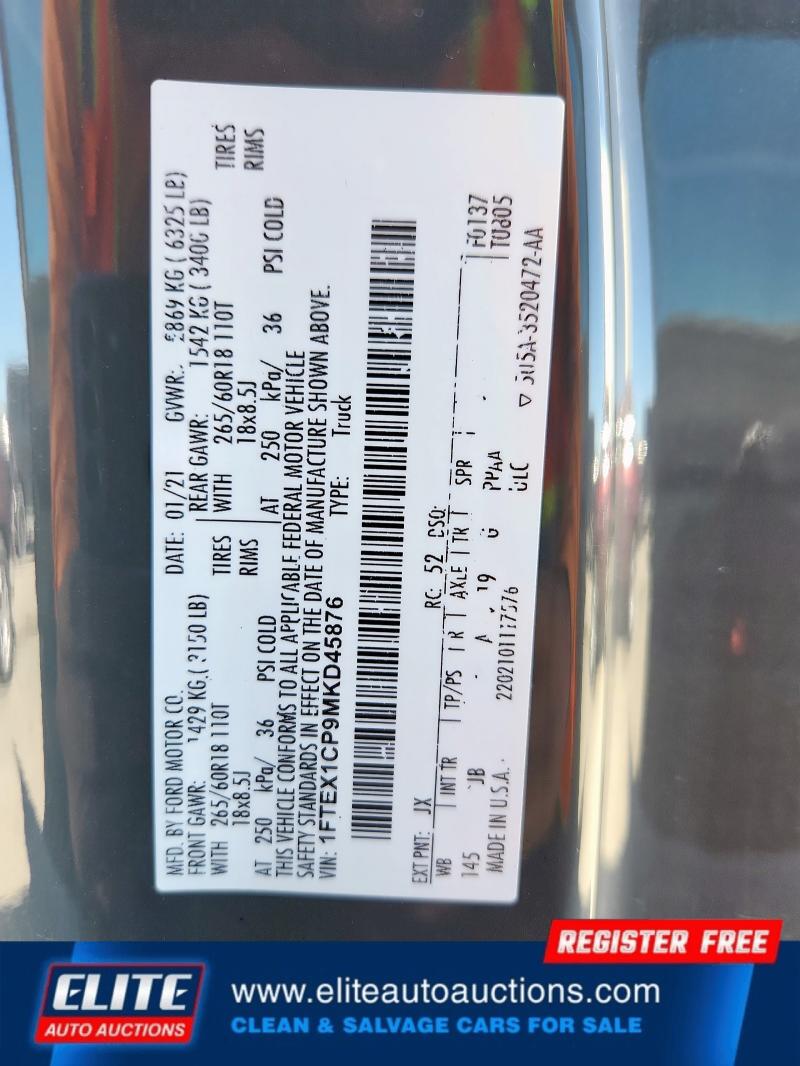 MFD. BY FORD MOTOR CO. DATE: 01/21 GVWR: 2869 KG ( 6325 LB)
FRONT GAWR: 1429 KG ( 3150 LB) REAR GAWR: 1542 KG ( 3400 LB)
WITH 265/60R18 110T TIRES WITH 265/60R18 110T TIRES
18x8.5J RIMS 18x8.5J RIMS
AT 250 kPa/ 36 PSI COLD AT 250 kPa/ 36 PSI COLD
THIS VEHICLE CONFORMS TO ALL APPLICABLE FEDERAL MOTOR VEHICLE
SAFETY STANDARDS IN EFFECT ON THE DATE OF MANUFACTURE SHOWN ABOVE.
VIN: 1FTEX1CP9MKD45876 TYPE: Truck
EXT PNT: JX RC: 52 DSO:
WB INT TR TP/PS R AXLE TR SPR F0137
145 A 19 G PPAA T0605
MADE IN U.S.A. ULC
▽ 5U5A-3520472-AA
REGISTER FREE
ELITE
AUTO AUCTIONS
www.eliteautoauctions.com
CLEAN & SALVAGE CARS FOR SALE